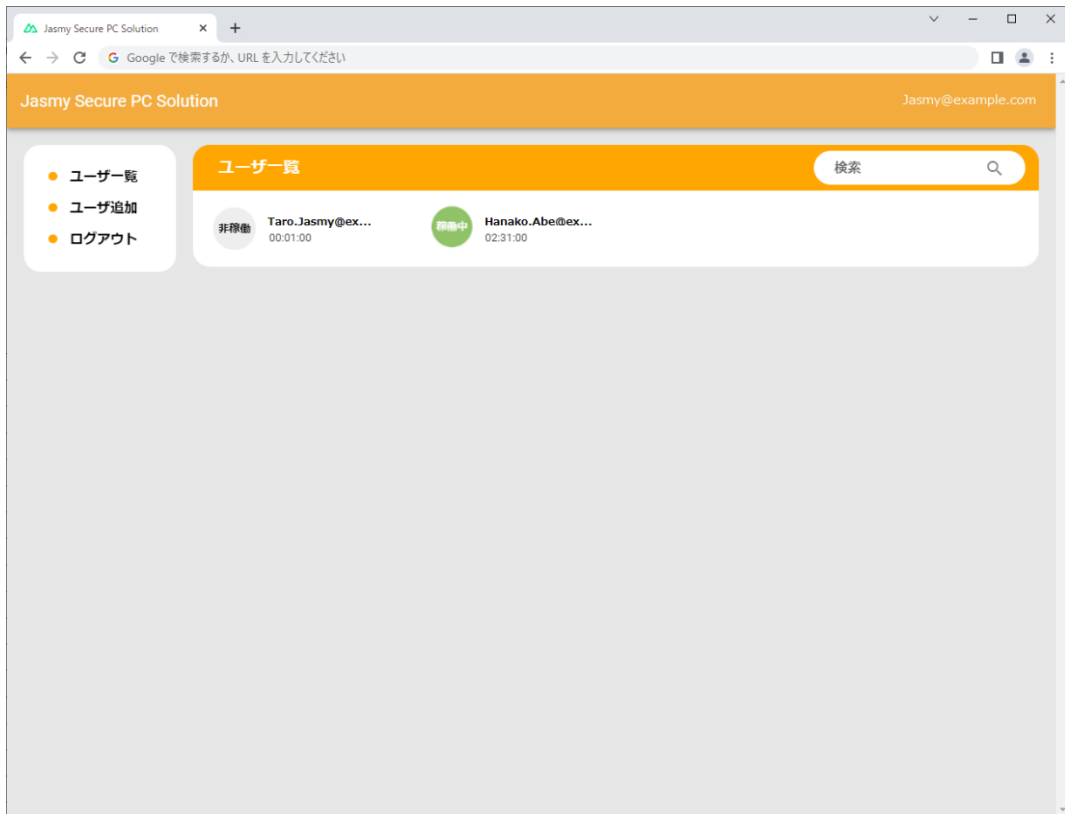 Jasmy Secure PC Solution
Google で検索するか、URL を入力してください
Jasmy Secure PC Solution
Jasmy@example.com
ユーザ一覧
ユーザ追加
ログアウト
ユーザ一覧
検索
非稼働
Taro.Jasmy@ex...
00:01:00
稼働中
Hanako.Abe@ex...
02:31:00